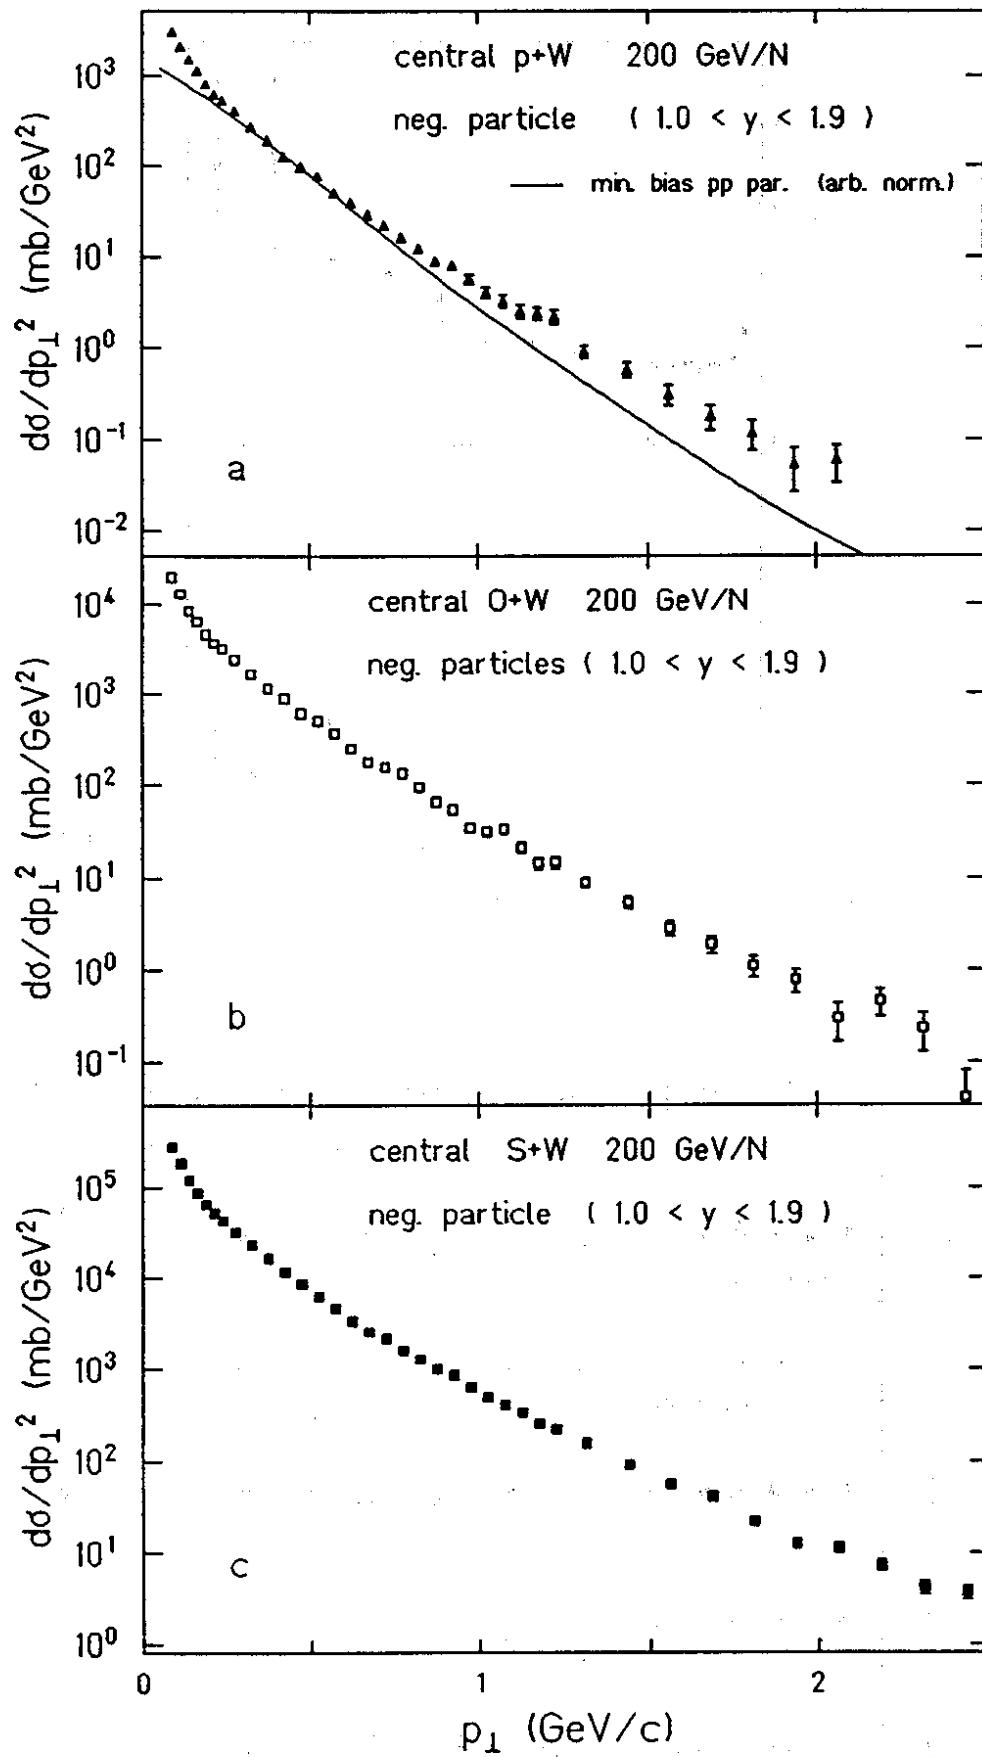 central p+W 200 GeV/N
neg. particle ( 1.0 < y < 1.9 )
— min. bias pp par. (arb. norm.)
10³
10²
10¹
10⁰
10⁻¹
10⁻²
dσ/dp⊥² (mb/GeV²)
a
central O+W 200 GeV/N
neg. particles ( 1.0 < y < 1.9 )
10⁴
10³
10²
10¹
10⁰
10⁻¹
dσ/dp⊥² (mb/GeV²)
b
central S+W 200 GeV/N
neg. particle ( 1.0 < y < 1.9 )
10⁵
10⁴
10³
10²
10¹
10⁰
dσ/dp⊥² (mb/GeV²)
c
0 1 2
p⊥ (GeV/c)